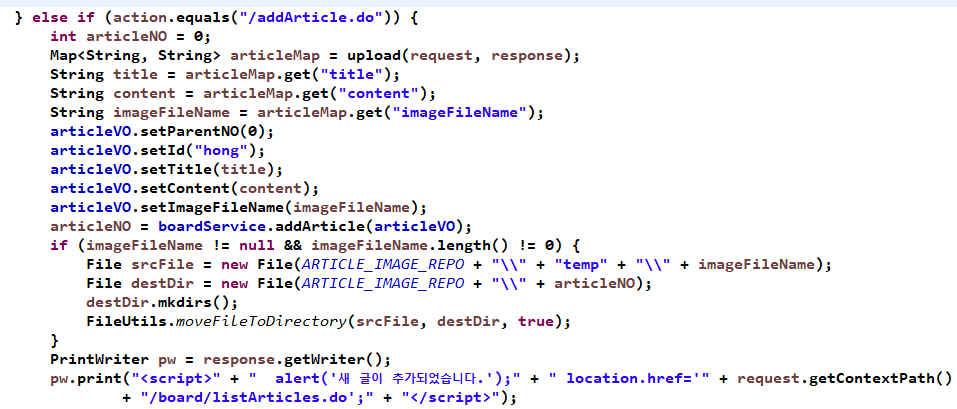 } else if (action.equals("/addArticle.do")) {
int articleNO = 0;
Map<String, String> articleMap = upload(request, response);
String title = articleMap.get("title");
String content = articleMap.get("content");
String imageFileName = articleMap.get("imageFileName");
articleVO.setParentNO(0);
articleVO.setId("hong");
articleVO.setTitle(title);
articleVO.setContent(content);
articleVO.setImageFileName(imageFileName);
articleNO = boardService.addArticle(articleVO);
if (imageFileName != null && imageFileName.length() != 0) {
File srcFile = new File(ARTICLE_IMAGE_REPO + "\\" + "temp" + "\\" + imageFileName);
File destDir = new File(ARTICLE_IMAGE_REPO + "\\" + articleNO);
destDir.mkdirs();
FileUtils.moveFileToDirectory(srcFile, destDir, true);
}
PrintWriter pw = response.getWriter();
pw.print("<script>" + "  alert('새 글이 추가되었습니다.');" + " location.href='" + request.getContextPath()
+ "/board/listArticles.do';" + "</script>");